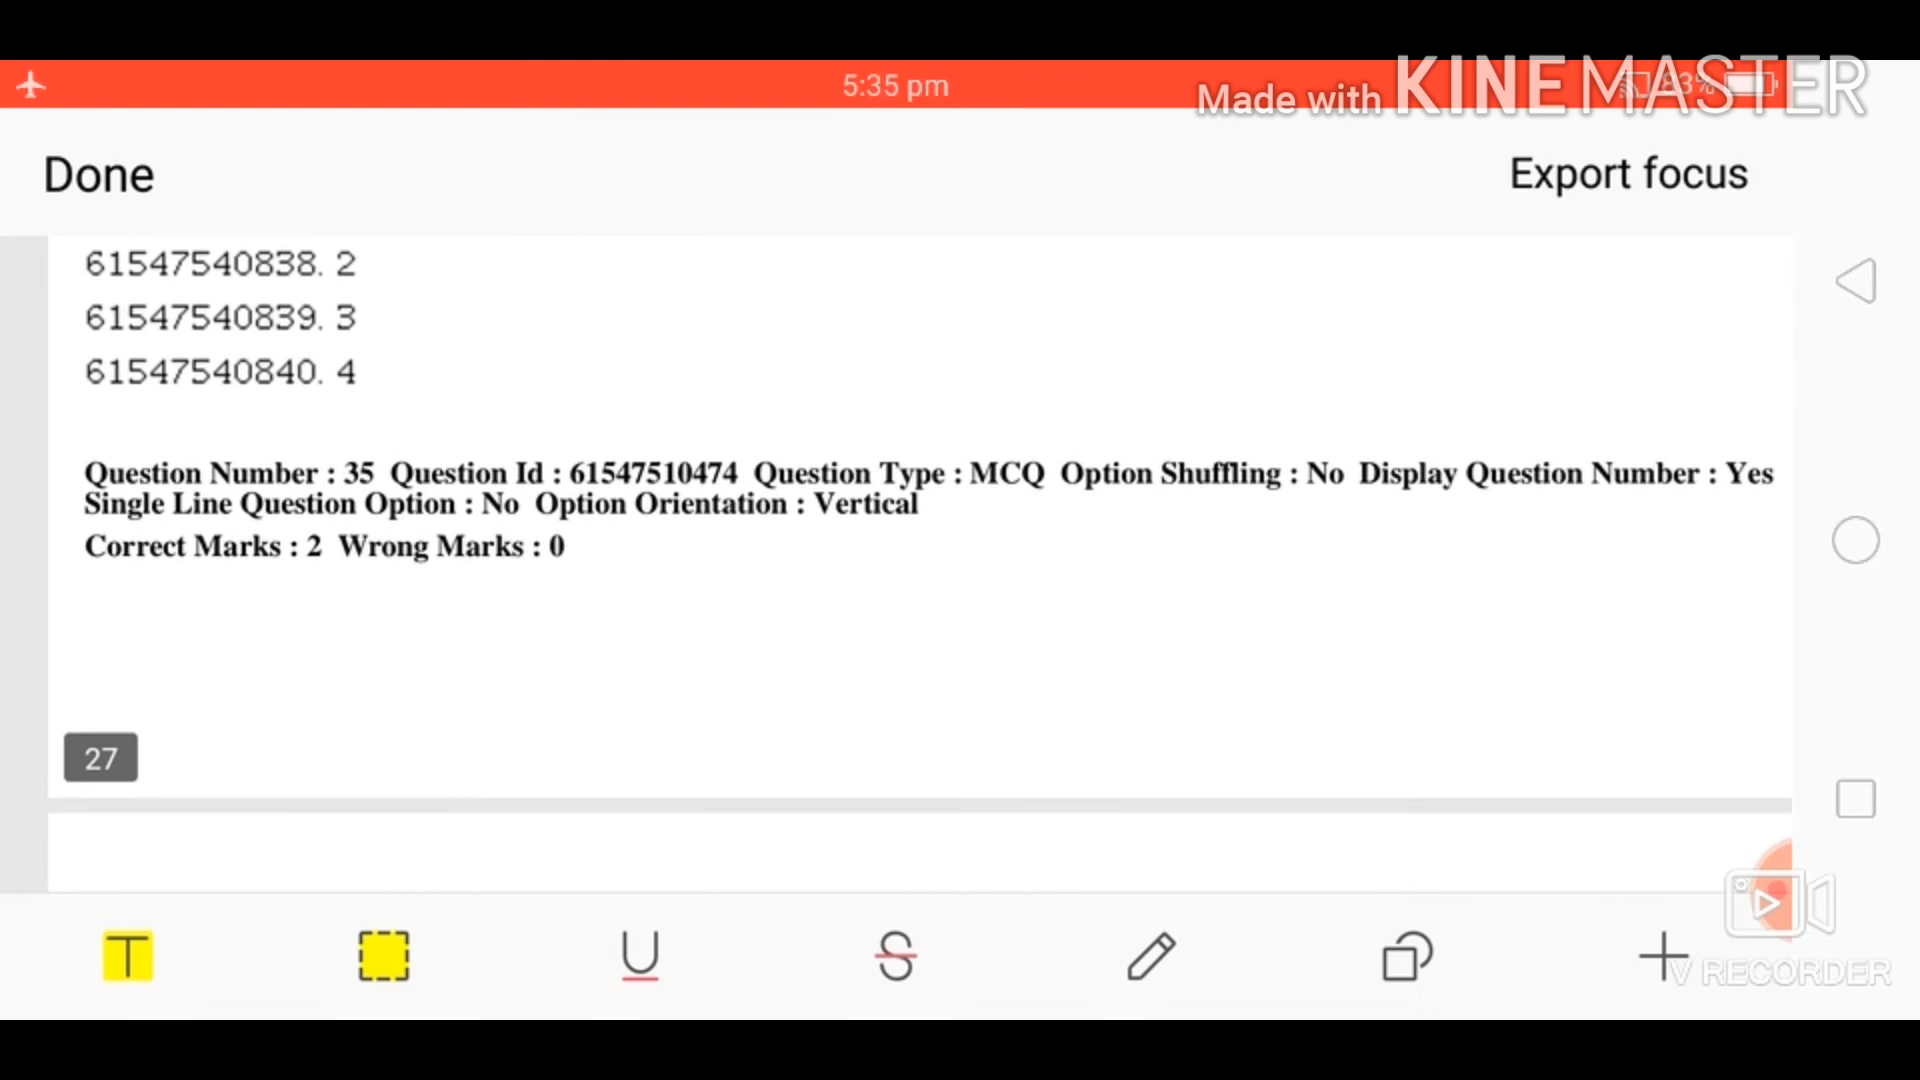 5:35 pm
Made with KINEMASTER
83%
Done
Export focus
61547540838. 2
61547540839. 3
61547540840. 4
Question Number : 35 Question Id : 61547510474 Question Type : MCQ Option Shuffling : No Display Question Number : Yes
Single Line Question Option : No Option Orientation : Vertical
Correct Marks : 2 Wrong Marks : 0
27
T
U
S
V RECORDER